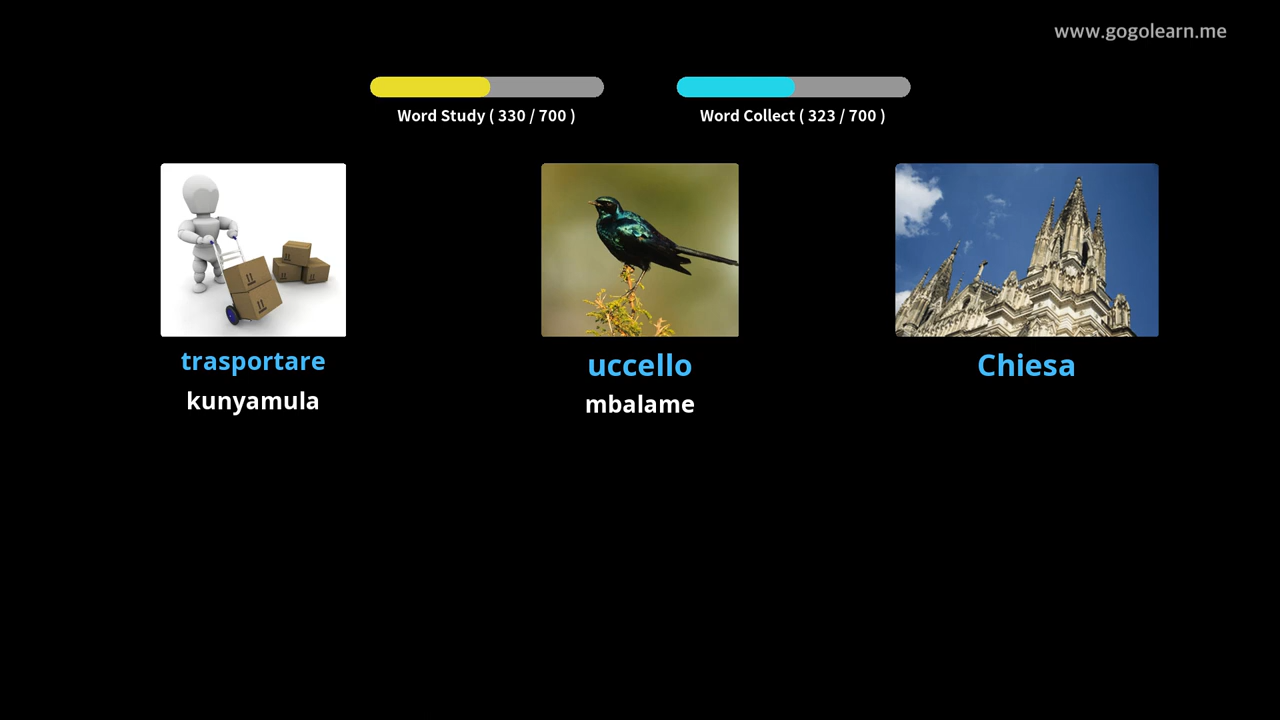 www.gogolearn.me
Word Study ( 330 / 700 )
Word Collect ( 323 / 700 )
trasportare
kunyamula
uccello
mbalame
Chiesa